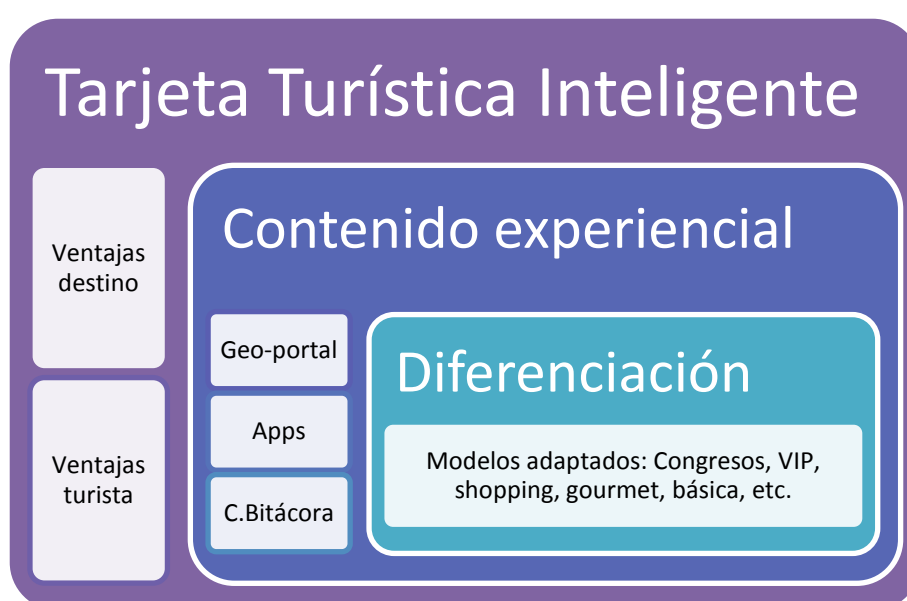 Tarjeta Turística Inteligente
Ventajas
destino
Ventajas
turista
Contenido experiencial
Geo-portal
Apps
C.Bitácora
Diferenciación
Modelos adaptados: Congresos, VIP,
shopping, gourmet, básica, etc.